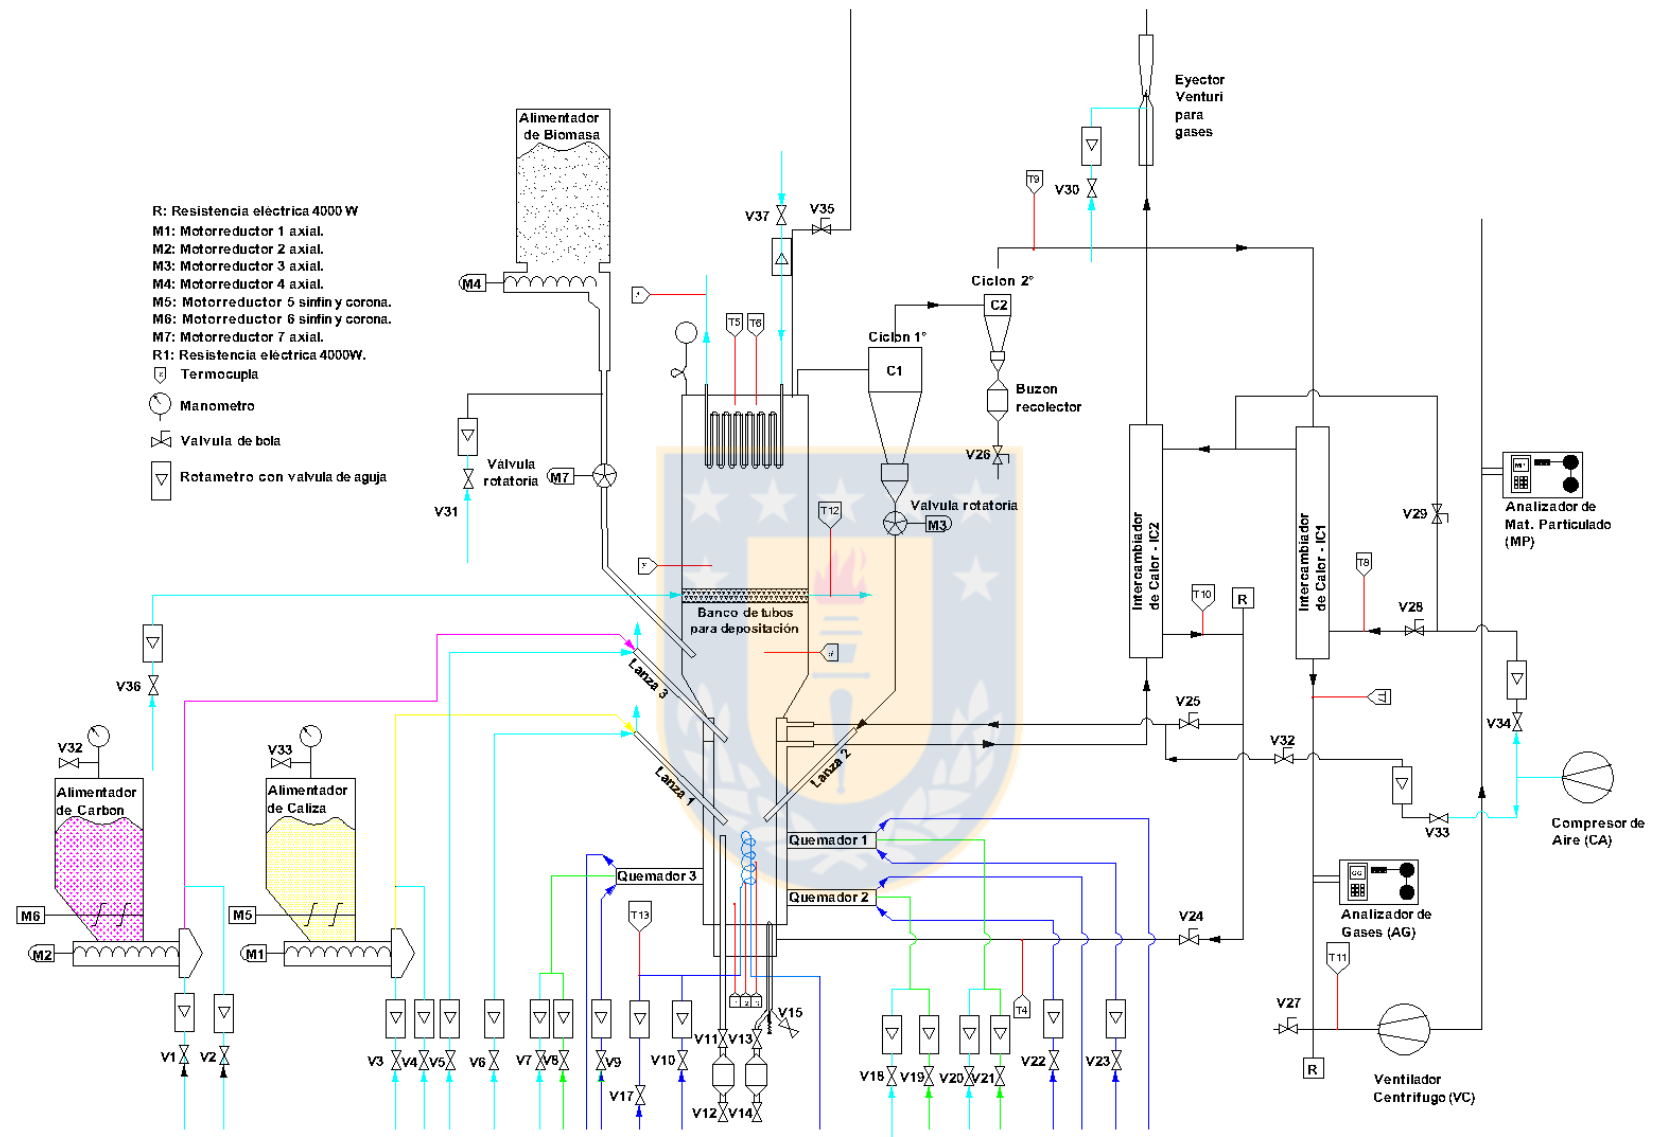 Eyector
Venturi
para
gases
Alimentador
de Biomasa
T9
V30
V37
V35
R: Resistencia eléctrica 4000 W
M1: Motorreductor 1 axial.
M2: Motorreductor 2 axial.
M3: Motorreductor 3 axial.
M4: Motorreductor 4 axial.
M5: Motorreductor 5 sinfin y corona.
M6: Motorreductor 6 sinfin y corona.
M7: Motorreductor 7 axial.
R1: Resistencia eléctrica 4000W.
Termocupla
Manometro
Valvula de bola
Rotametro con valvula de aguja
M4
Ciclon 2°
C2
T5
T6
Ciclon 1°
C1
Buzon
recolector
V26
Válvula
rotatoria
M7
V31
Valvula rotatoria
M3
T12
Intercambiador
de Calor - IC2
Intercambiador
de Calor - IC1
V29
MP
Analizador de
Mat. Particulado
(MP)
T8
T10
R
V28
Banco de tubos
para depositación
Lanza 3
V36
T7
V25
V34
V32
V33
V32
V33
Lanza 2
Lanza 1
Alimentador
de Carbon
Alimentador
de Caliza
Compresor de
Aire (CA)
Quemador 1
Quemador 3
Quemador 2
GG
Analizador de
Gases (AG)
M6
M5
M2
M1
T13
V24
T11
T4
1
2
3
V27
V1
V2
V3
V4
V5
V6
V7
V8
V9
V17
V10
V11
V13
V15
V12
V14
V18
V19
V20
V21
V22
V23
R
Ventilador
Centrifugo (VC)